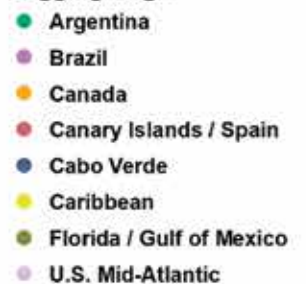 Argentina
Brazil
Canada
Canary Islands / Spain
Cabo Verde
Caribbean
Florida / Gulf of Mexico
U.S. Mid-Atlantic